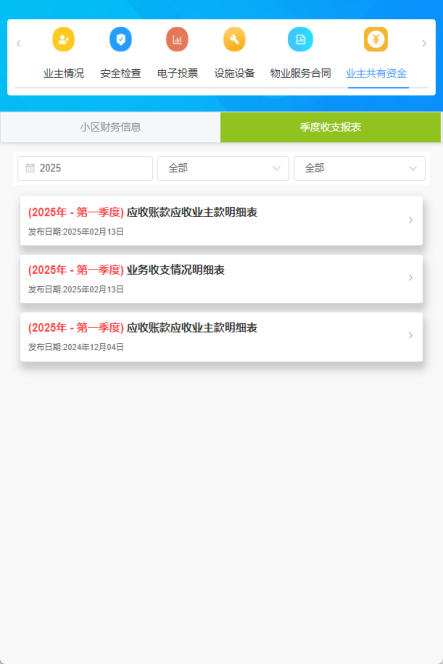 业主情况 安全检查 电子投票 设施设备 物业服务合同 业主共有资金
小区财务信息 季度收支报表
2025 全部 全部
(2025年 - 第一季度) 应收账款应收业主款明细表
发布日期:2025年02月13日
(2025年 - 第一季度) 业务收支情况明细表
发布日期:2025年02月13日
(2025年 - 第一季度) 应收账款应收业主款明细表
发布日期:2024年12月04日